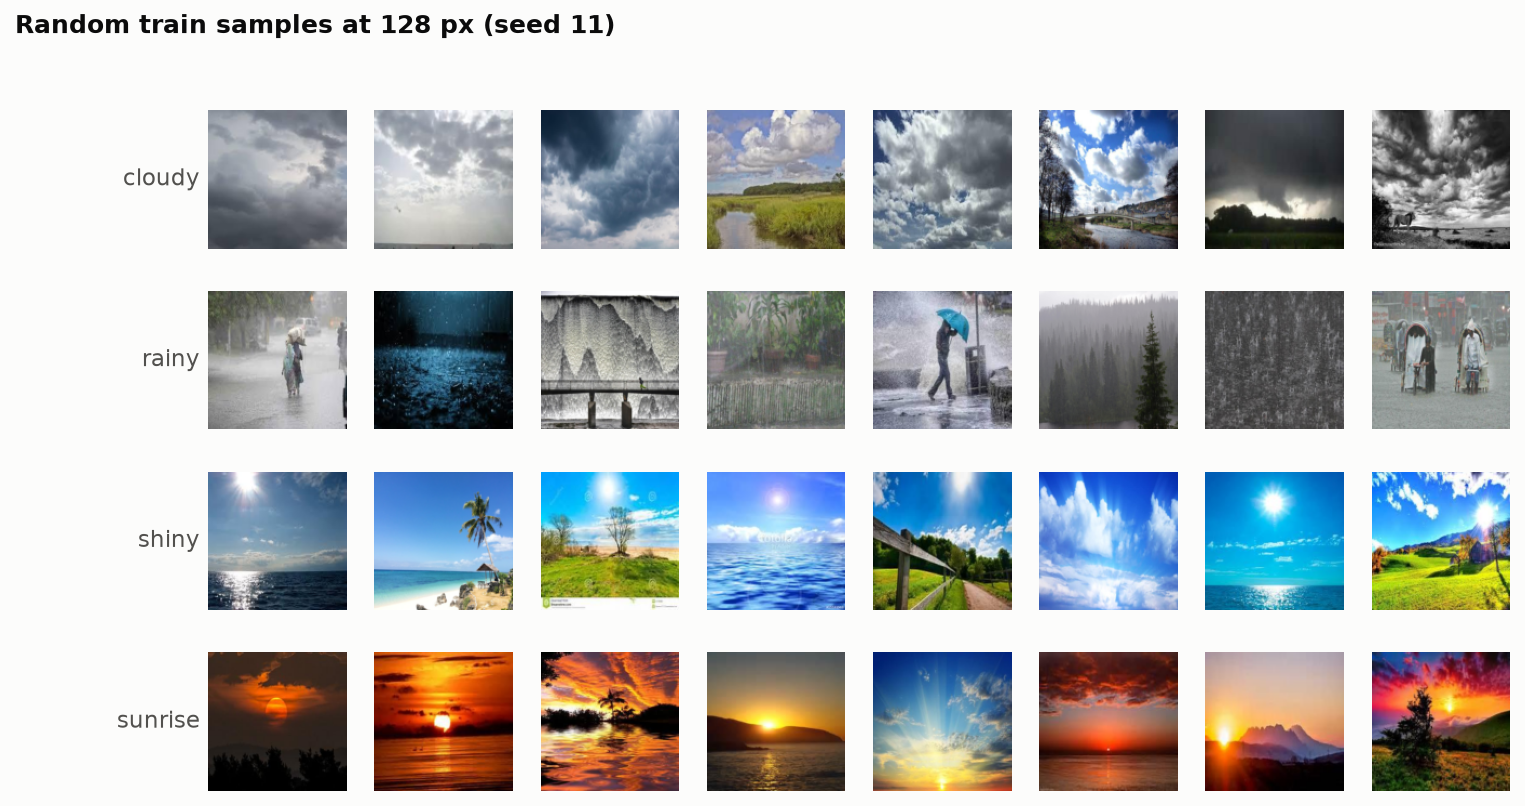 Random train samples at 128 px (seed 11)
cloudy
rainy
shiny
sunrise